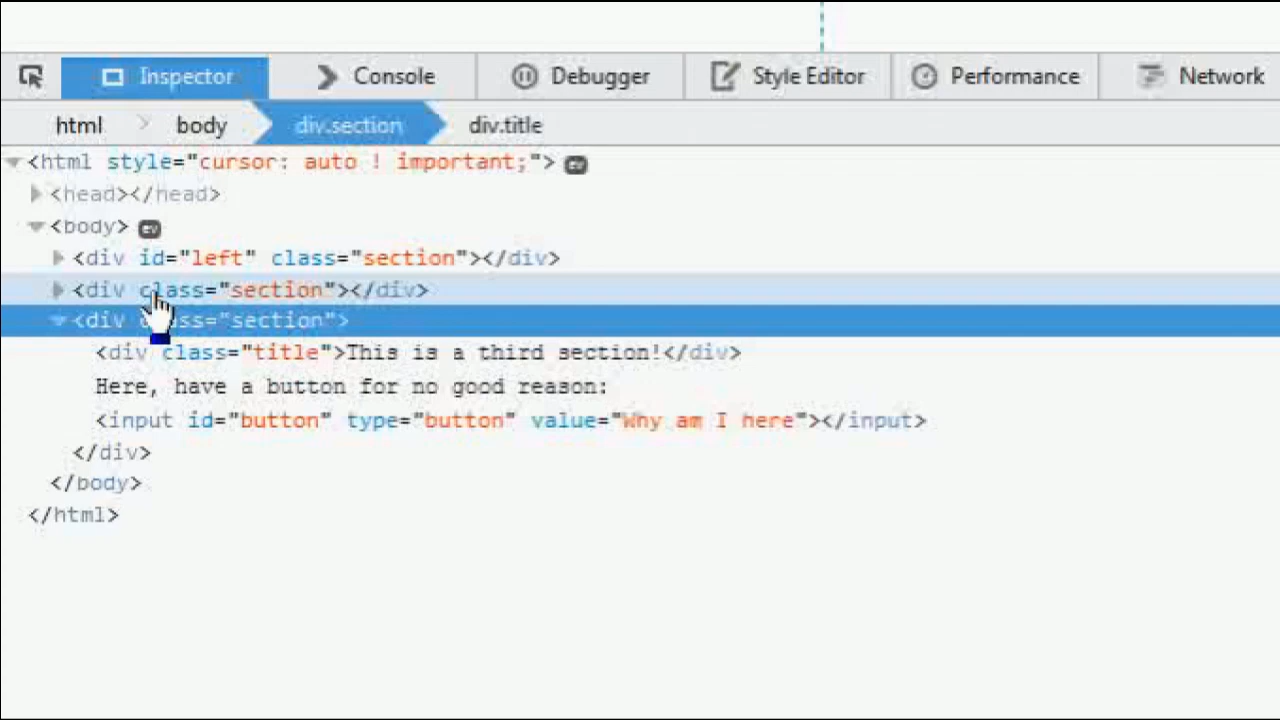 Inspector Console Debugger Style Editor Performance Network
html body div.section div.title
<html style="cursor: auto ! important;"> ev
<head></head>
<body> ev
<div id="left" class="section"></div>
<div class="section"></div>
<div class="section">
<div class="title">This is a third section!</div>
Here, have a button for no good reason:
<input id="button" type="button" value="Why am I here"></input>
</div>
</body>
</html>